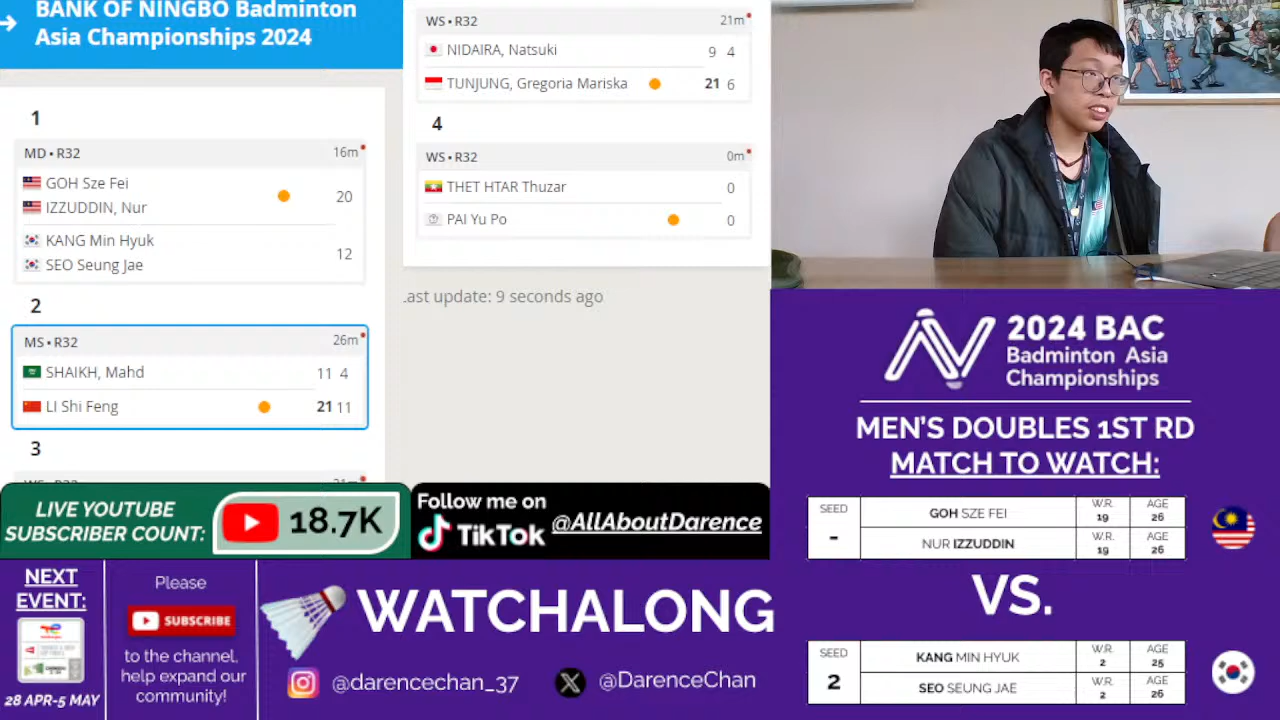 BANK OF NINGBO Badminton
Asia Championships 2024
1
MD • R32 16m
GOH Sze Fei
IZZUDDIN, Nur
20
KANG Min Hyuk
SEO Seung Jae
12
2
MS • R32 26m
SHAIKH, Mahd 11 4
LI Shi Feng 21 11
3
WS • R32 21m
NIDAIRA, Natsuki 9 4
TUNJUNG, Gregoria Mariska 21 6
4
WS • R32 0m
THET HTAR Thuzar 0
PAI Yu Po 0
Last update: 9 seconds ago
LIVE YOUTUBE
SUBSCRIBER COUNT:
18.7K
Follow me on
TikTok
@AllAboutDarence
NEXT
EVENT:
28 APR-5 MAY
Please
SUBSCRIBE
to the channel,
help expand our
community!
WATCHALONG
@darencechan_37
@DarenceChan
2024 BAC
Badminton Asia
Championships
MEN'S DOUBLES 1ST RD
MATCH TO WATCH:
SEED
-
GOH SZE FEI W.R. 19 AGE 26
NUR IZZUDDIN W.R. 19 AGE 26
VS.
SEED
2
KANG MIN HYUK W.R. 2 AGE 25
SEO SEUNG JAE W.R. 2 AGE 26